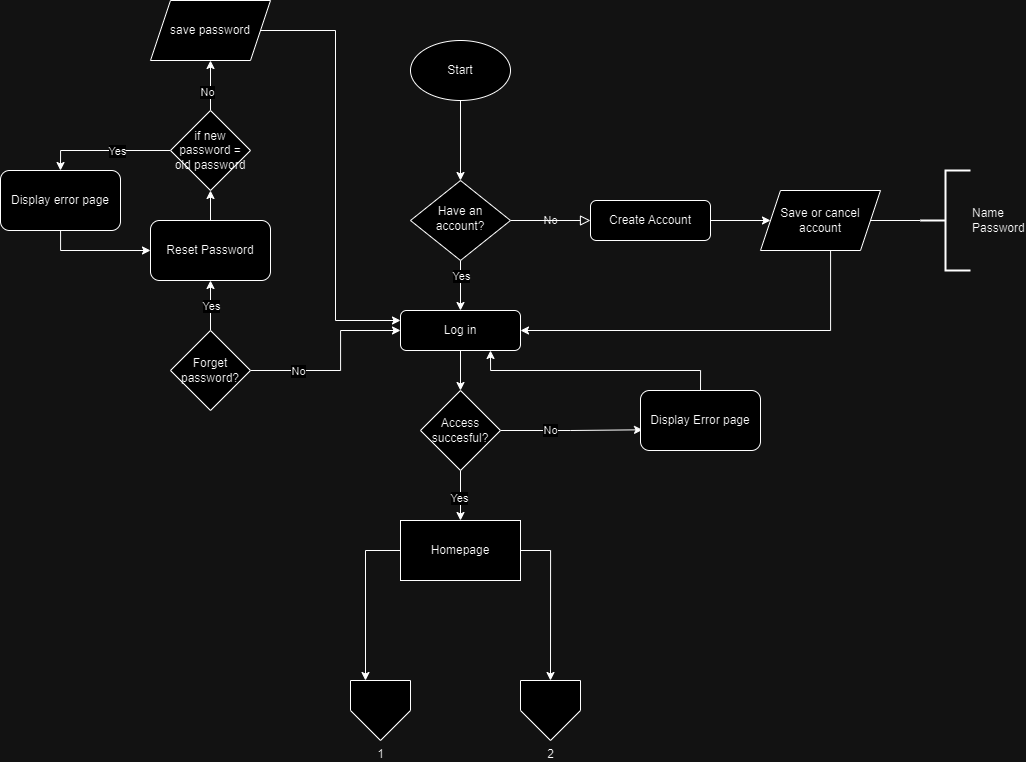 save password
Start
No
if new
password =
old password
Yes
Display error page
Have an
account?
No
Create Account
Save or cancel
account
Name
Password
Reset Password
Yes
Yes
Log in
Forget
password?
No
Access
succesful?
No
Display Error page
Yes
Homepage
1
2